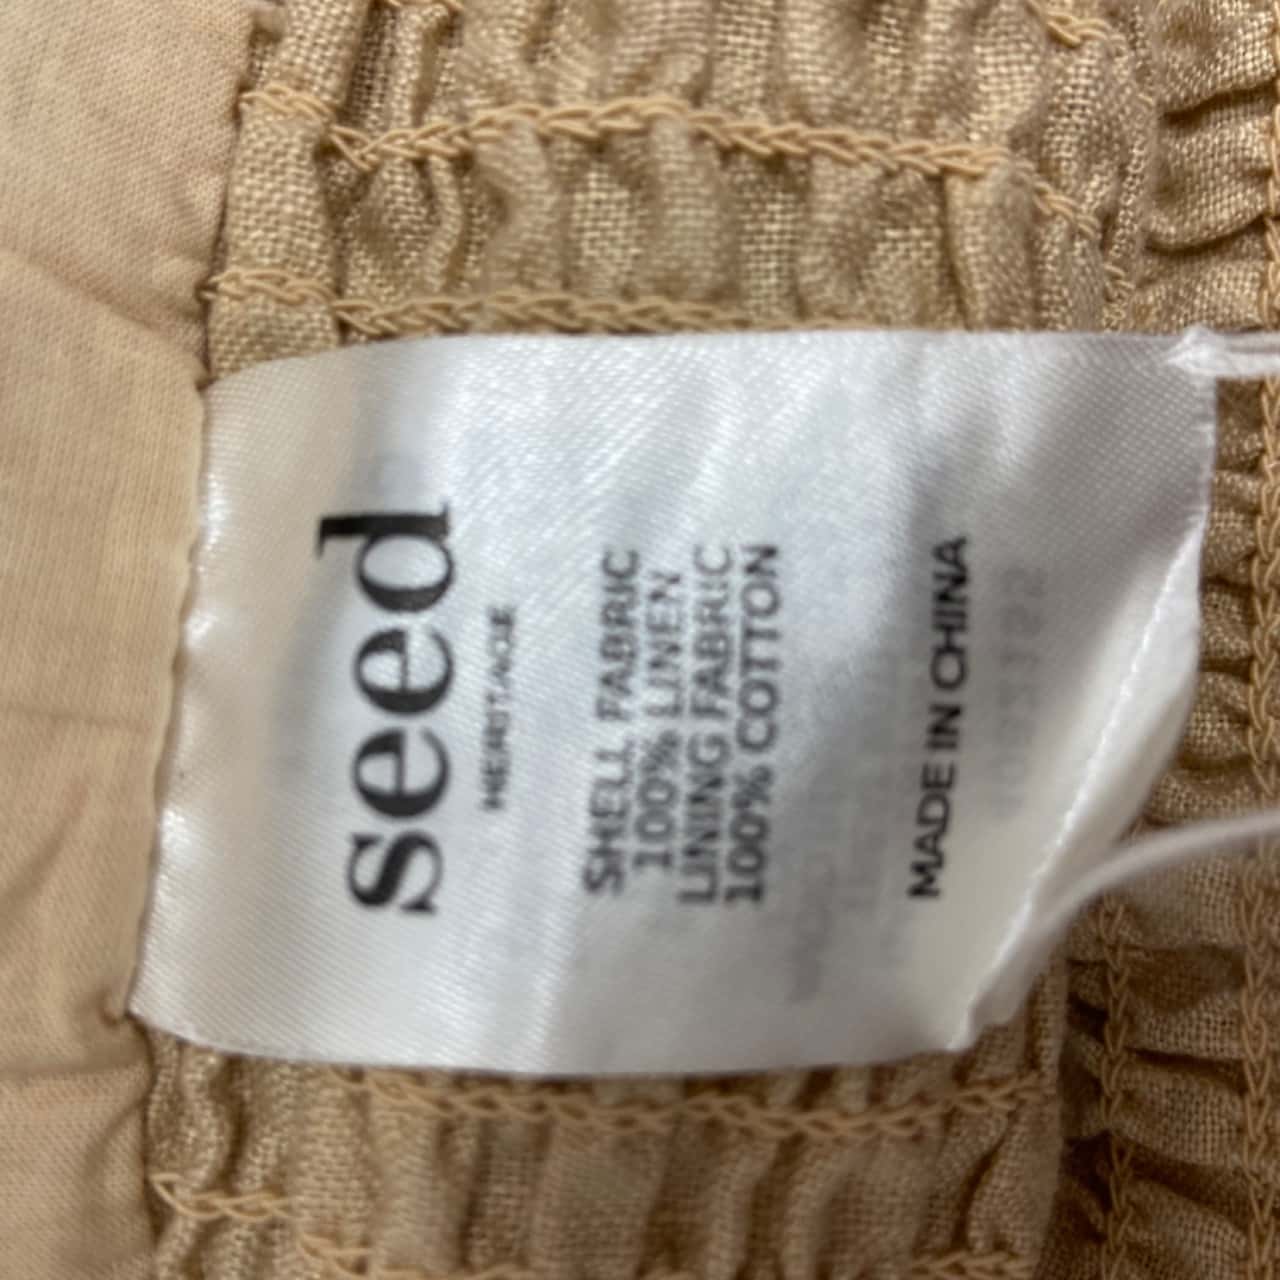 seed
HERITAGE
SHELL FABRIC
100% LINEN
LINING FABRIC
100% COTTON
MADE IN CHINA